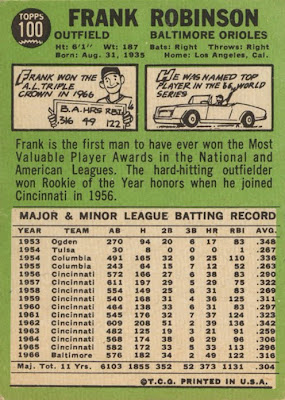 TOPPS
100
FRANK ROBINSON
OUTFIELD BALTIMORE ORIOLES
Ht: 6'1" Wt: 187 Bats: Right Throws: Right
Born: Aug. 31, 1935 Home: Los Angeles, Cal.
FRANK WON THE
A.L. TRIPLE
CROWN IN 1966
B.A. HRS RBI
316 49 122
HE WAS NAMED TOP
PLAYER IN THE '66 WORLD
SERIES
Frank is the first man to have ever won the Most
Valuable Player Awards in the National and
American Leagues. The hard-hitting outfielder
won Rookie of the Year honors when he joined
Cincinnati in 1956.
MAJOR & MINOR LEAGUE BATTING RECORD
YEAR TEAM AB H 2B 3B HR RBI AVG.
1953 Ogden 270 94 20 6 17 83 .348
1954 Tulsa 30 8 0 0 0 .267
1954 Columbia 491 165 32 9 25 110 .336
1955 Columbia 243 64 15 7 12 52 .263
1956 Cincinnati 572 166 27 6 38 83 .290
1957 Cincinnati 611 197 29 5 29 75 .322
1958 Cincinnati 554 149 25 6 31 83 .269
1959 Cincinnati 540 168 31 4 36 125 .311
1960 Cincinnati 464 138 33 6 31 83 .297
1961 Cincinnati 545 176 32 7 37 124 .323
1962 Cincinnati 609 208 51 2 39 136 .342
1963 Cincinnati 482 125 19 3 21 91 .259
1964 Cincinnati 568 174 38 6 29 96 .306
1965 Cincinnati 582 172 33 5 33 113 .296
1966 Baltimore 576 182 34 2 49 122 .316
Maj. Tot. 11 Yrs. 6103 1855 352 52 373 1131 .304
©T.C.G. PRINTED IN U.S.A.